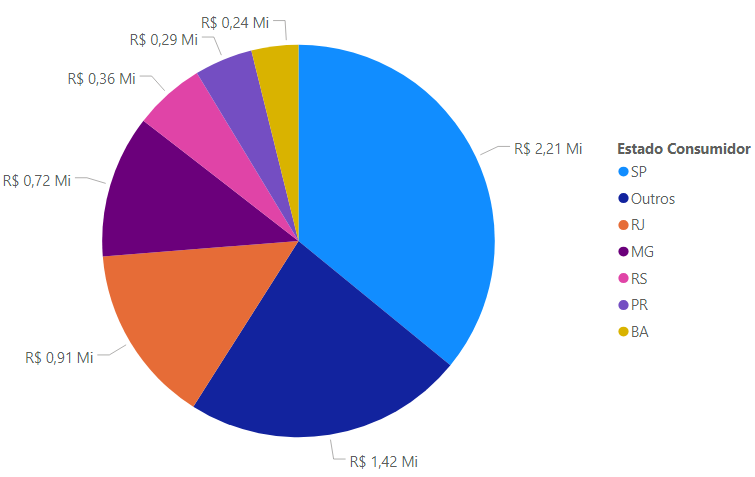 R$ 0,24 Mi
R$ 0,29 Mi
R$ 0,36 Mi
R$ 0,72 Mi
R$ 0,91 Mi
R$ 1,42 Mi
R$ 2,21 Mi
Estado Consumidor
SP
Outros
RJ
MG
RS
PR
BA